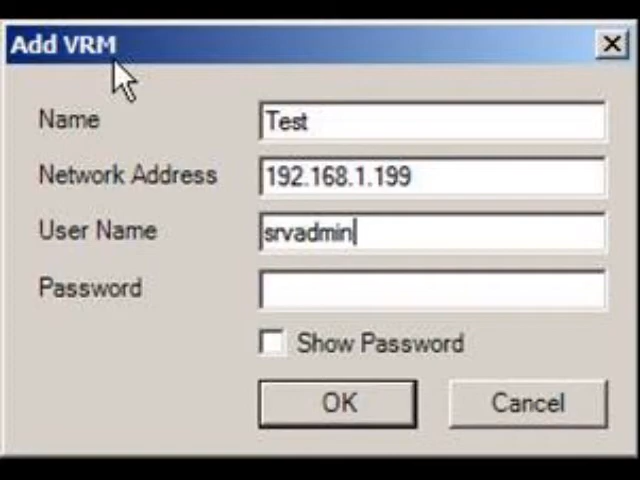 Add VRM
Name Test
Network Address 192.168.1.199
User Name srvadmin
Password
Show Password
OK Cancel